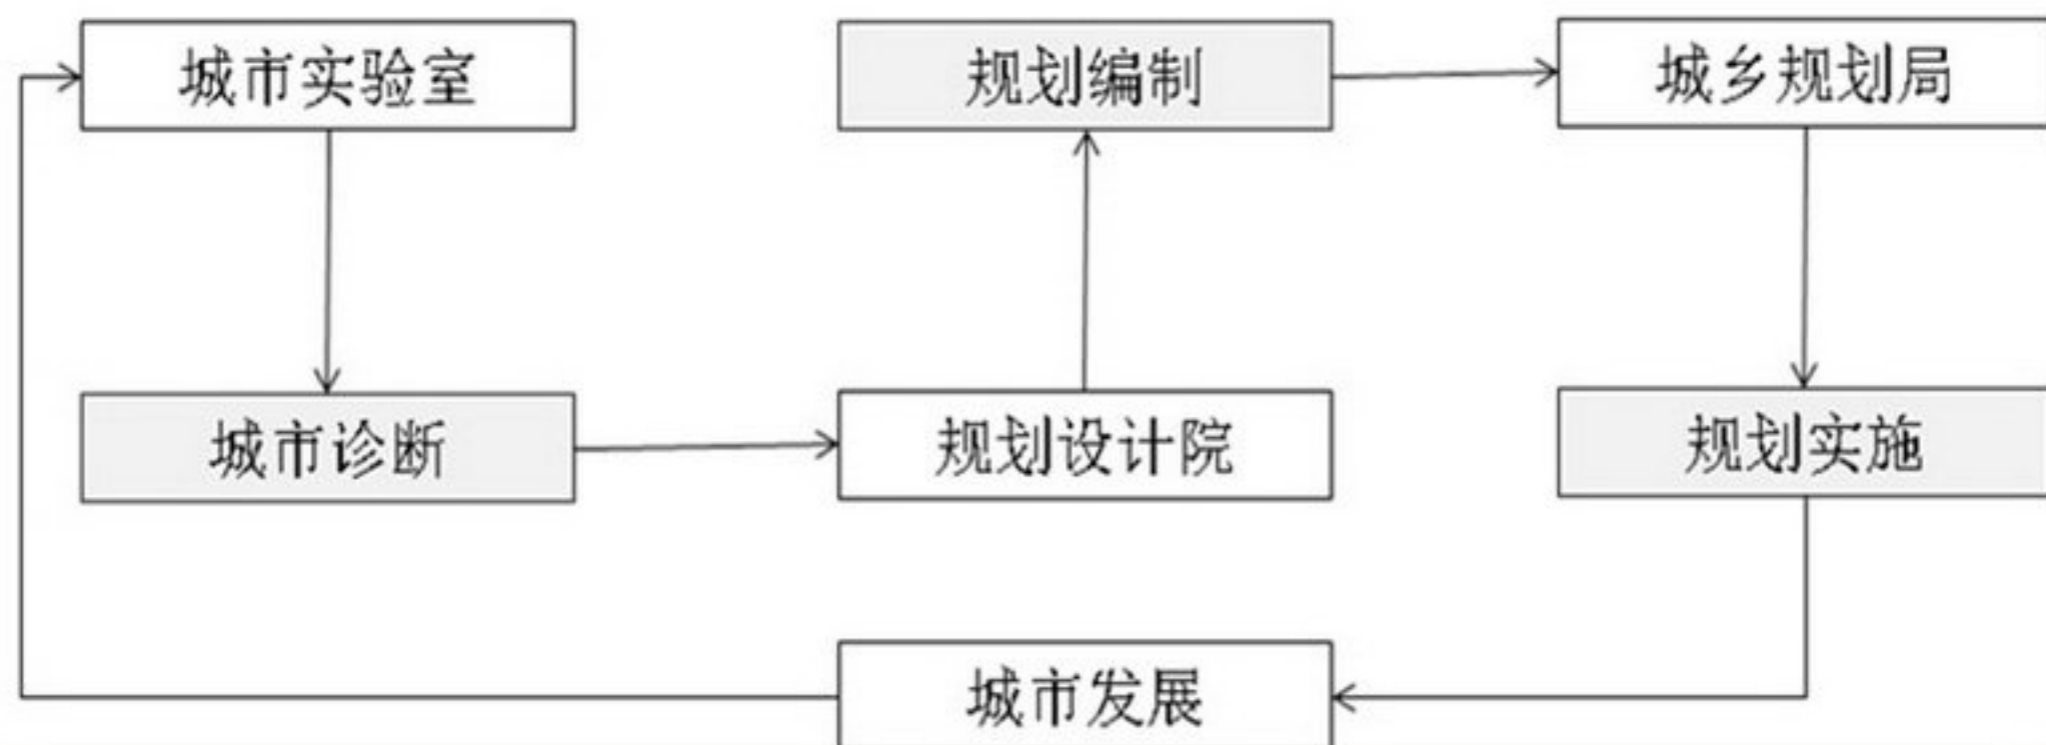 城市实验室
规划编制
城乡规划局
城市诊断
规划设计院
规划实施
城市发展